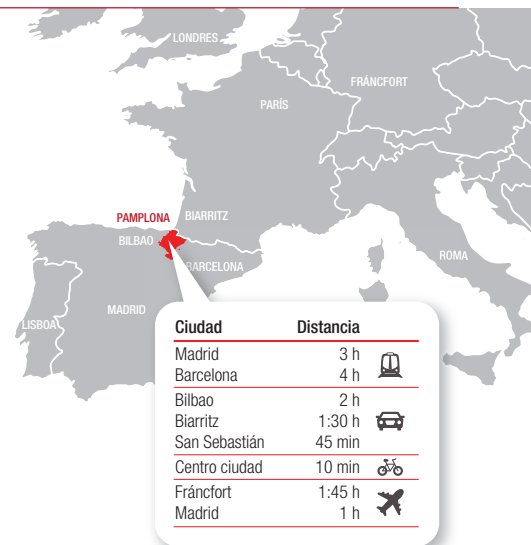 LONDRES
FRÁNCFORT
PARÍS
PAMPLONA
BIARRITZ
BILBAO
ROMA
BARCELONA
MADRID
LISBOA
Ciudad Distancia
Madrid 3 h
Barcelona 4 h
Bilbao 2 h
Biarritz 1:30 h
San Sebastián 45 min
Centro ciudad 10 min
Fráncfort 1:45 h
Madrid 1 h